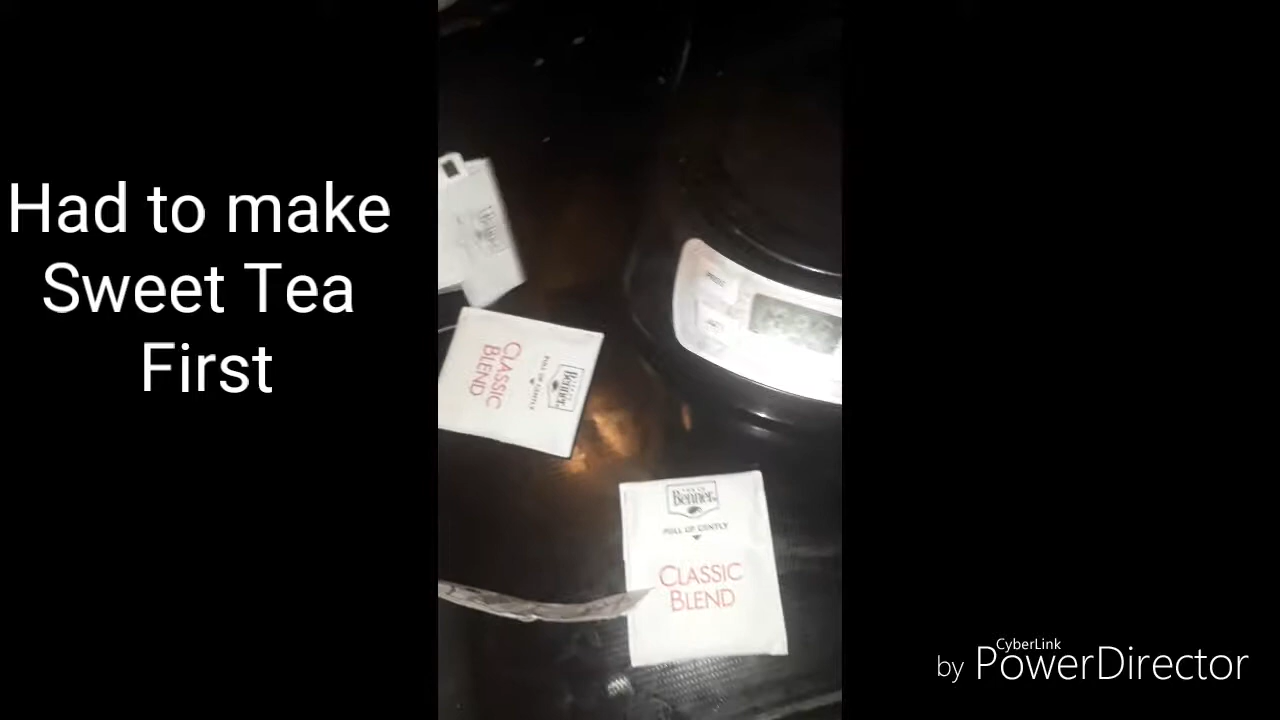 Had to make
Sweet Tea
First
CLASSIC
BLEND
PULL UP GENTLY
Benner
Benner
PULL UP GENTLY
CLASSIC
BLEND
CyberLink
by PowerDirector